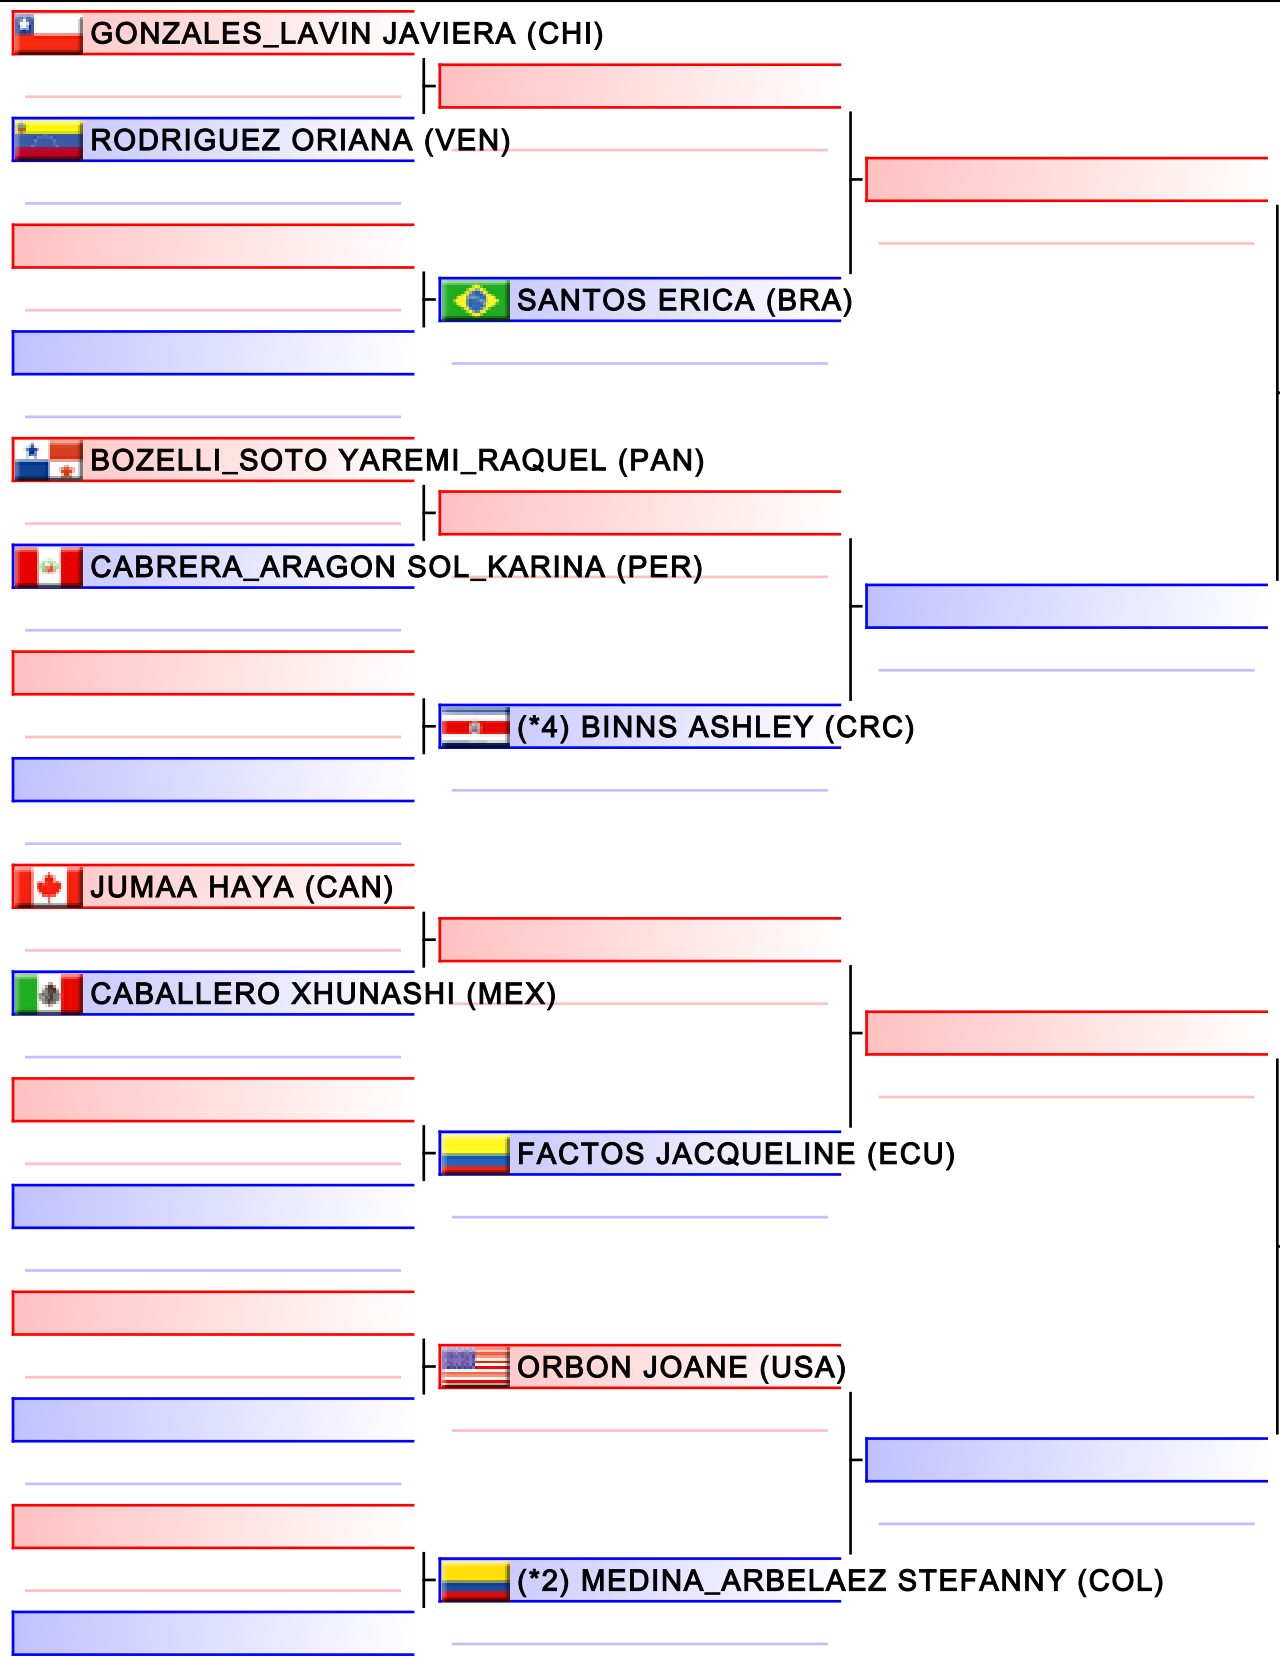 GONZALES_LAVIN JAVIERA (CHI)
RODRIGUEZ ORIANA (VEN)
SANTOS ERICA (BRA)
BOZELLI_SOTO YAREMI_RAQUEL (PAN)
CABRERA_ARAGON SOL_KARINA (PER)
(*4) BINNS ASHLEY (CRC)
JUMAA HAYA (CAN)
CABALLERO XHUNASHI (MEX)
FACTOS JACQUELINE (ECU)
ORBON JOANE (USA)
(*2) MEDINA_ARBELAEZ STEFANNY (COL)